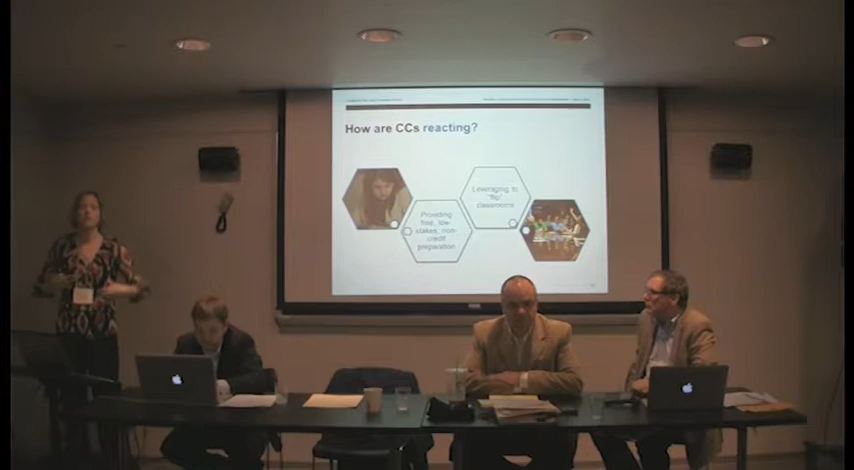 How are CCs reacting?
Leveraging to
"flip"
classrooms
Providing
free, low-
stakes, non-
credit
preparation